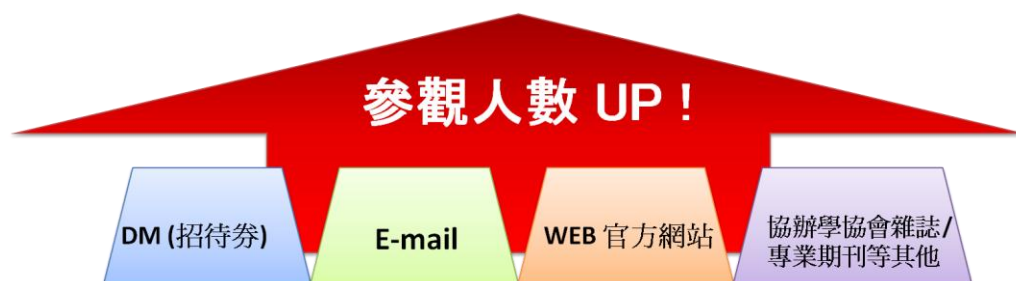 參觀人數 UP！
DM (招待券)
E-mail
WEB 官方網站
協辦學協會雜誌/
專業期刊等其他